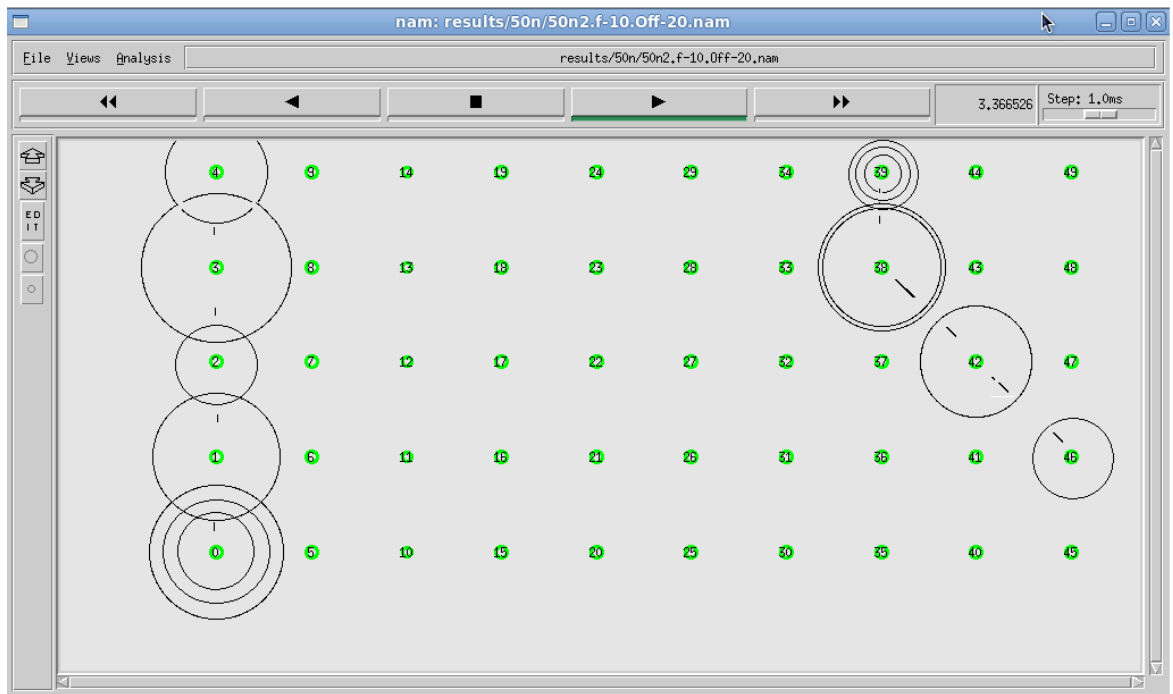 nam: results/50n/50n2.f-10.Off-20.nam
File Views Analysis results/50n/50n2.f-10.Off-20.nam
3.366526 Step: 1.0ms
ED
IT
4 9 14 19 24 29 34 39 44 49
3 8 13 18 23 28 33 38 43 48
2 7 12 17 22 27 32 37 42 47
1 6 11 16 21 26 31 36 41 46
0 5 10 15 20 25 30 35 40 45